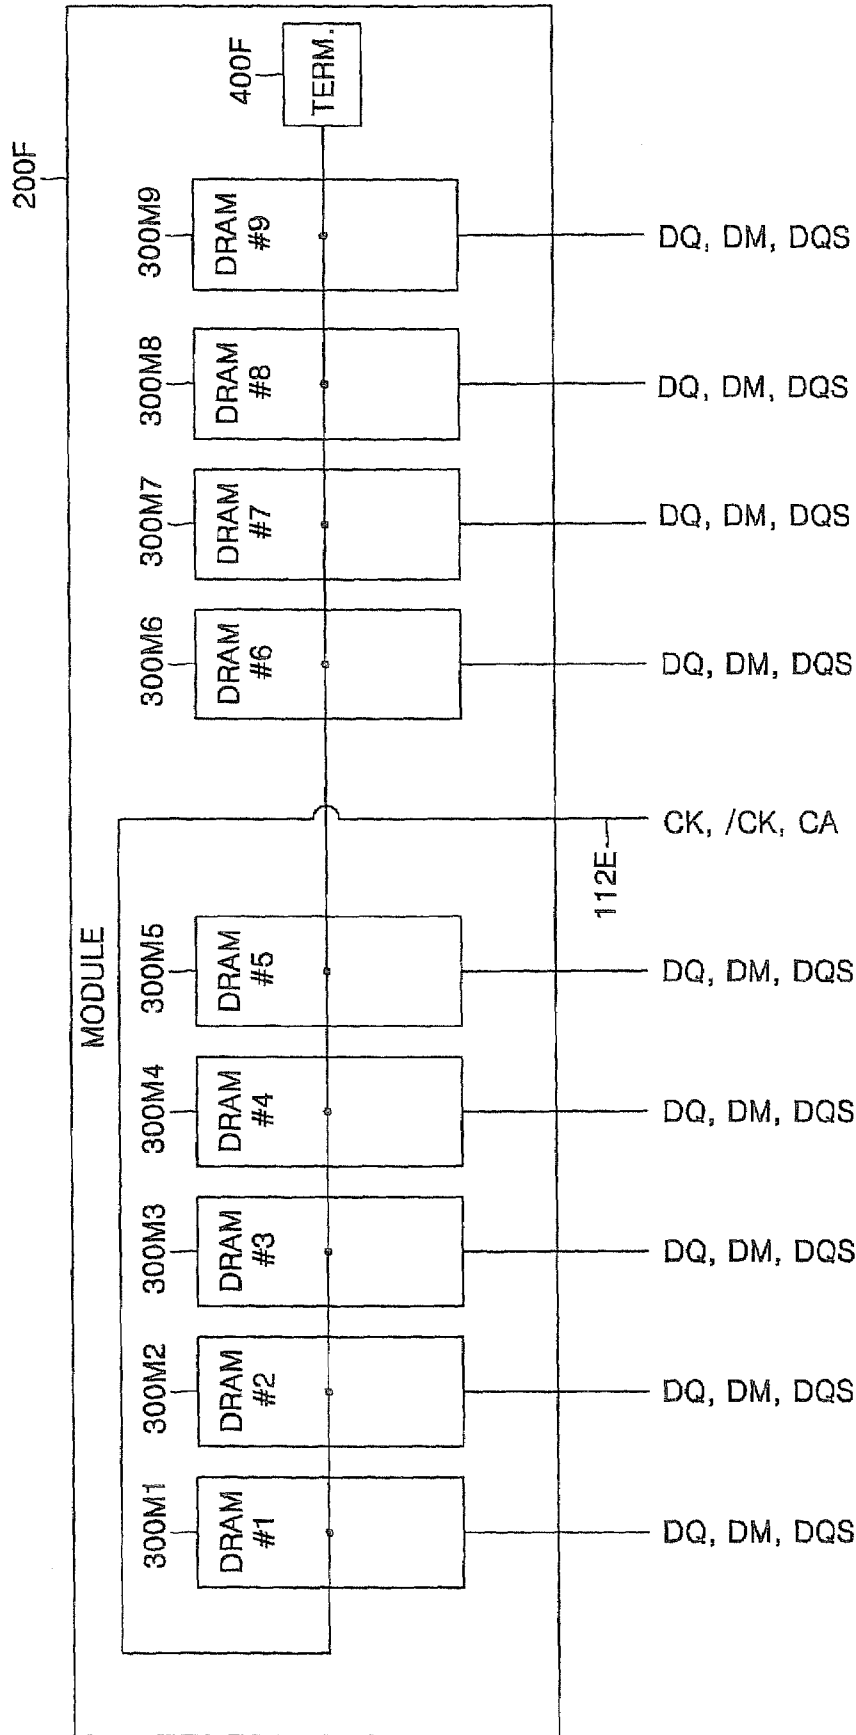 200F
400F
TERM.
300M9
DRAM
#9
DQ, DM, DQS
300M8
DRAM
#8
DQ, DM, DQS
300M7
DRAM
#7
DQ, DM, DQS
300M6
DRAM
#6
DQ, DM, DQS
CK, /CK, CA
112E
MODULE
300M5
DRAM
#5
DQ, DM, DQS
300M4
DRAM
#4
DQ, DM, DQS
300M3
DRAM
#3
DQ, DM, DQS
300M2
DRAM
#2
DQ, DM, DQS
300M1
DRAM
#1
DQ, DM, DQS